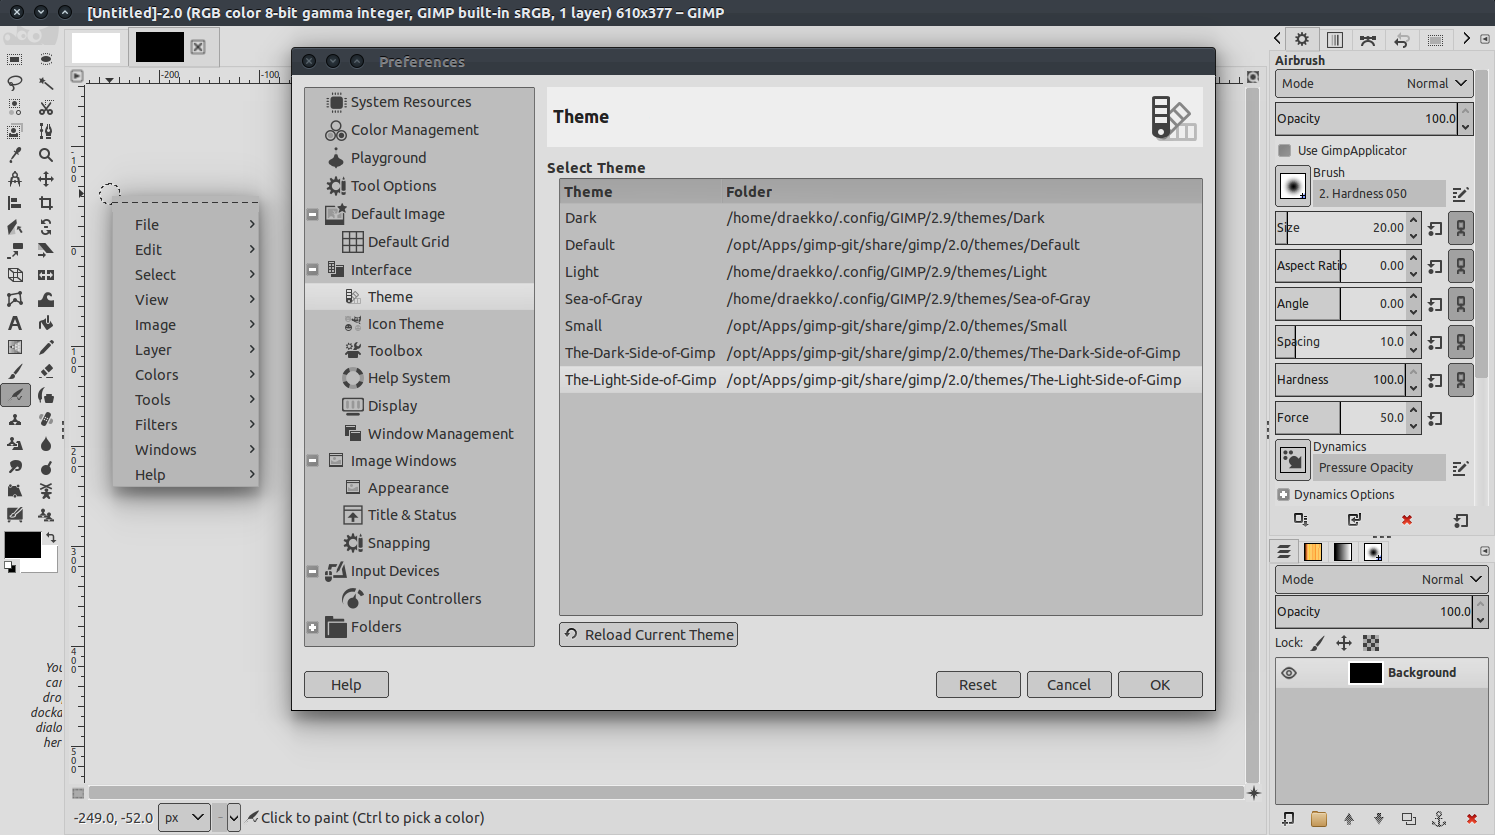 [Untitled]-2.0 (RGB color 8-bit gamma integer, GIMP built-in sRGB, 1 layer) 610x377 – GIMP
-200
-100
-100
0
100
200
300
400
500
File
Edit
Select
View
Image
Layer
Colors
Tools
Filters
Windows
Help
You
can
dro
docka
dialo
her
Preferences
System Resources
Color Management
Playground
Tool Options
Default Image
Default Grid
Interface
Theme
Icon Theme
Toolbox
Help System
Display
Window Management
Image Windows
Appearance
Title & Status
Snapping
Input Devices
Input Controllers
Folders
Theme
Select Theme
Theme Folder
Dark /home/draekko/.config/GIMP/2.9/themes/Dark
Default /opt/Apps/gimp-git/share/gimp/2.0/themes/Default
Light /home/draekko/.config/GIMP/2.9/themes/Light
Sea-of-Gray /home/draekko/.config/GIMP/2.9/themes/Sea-of-Gray
Small /opt/Apps/gimp-git/share/gimp/2.0/themes/Small
The-Dark-Side-of-Gimp /opt/Apps/gimp-git/share/gimp/2.0/themes/The-Dark-Side-of-Gimp
The-Light-Side-of-Gimp /opt/Apps/gimp-git/share/gimp/2.0/themes/The-Light-Side-of-Gimp
Reload Current Theme
Help Reset Cancel OK
Airbrush
Mode Normal
Opacity 100.0
Use GimpApplicator
Brush
2. Hardness 050
Size 20.00
Aspect Ratio 0.00
Angle 0.00
Spacing 10.0
Hardness 100.0
Force 50.0
Dynamics
Pressure Opacity
Dynamics Options
Mode Normal
Opacity 100.0
Lock:
Background
-249.0, -52.0 px Click to paint (Ctrl to pick a color)